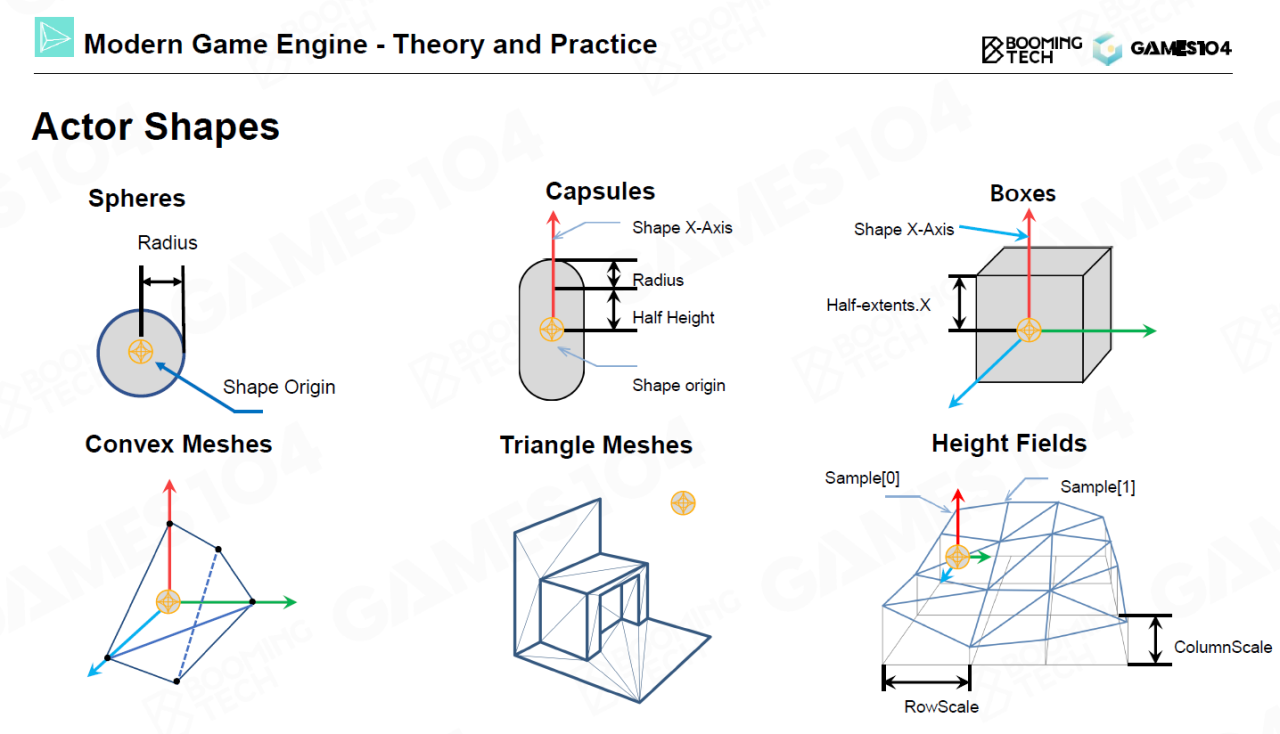 Modern Game Engine - Theory and Practice
BOOMING
TECH
GAMES104
Actor Shapes
Spheres
Radius
Shape Origin
Capsules
Shape X-Axis
Radius
Half Height
Shape origin
Boxes
Shape X-Axis
Half-extents.X
Convex Meshes
Triangle Meshes
Height Fields
Sample[0]
Sample[1]
ColumnScale
RowScale